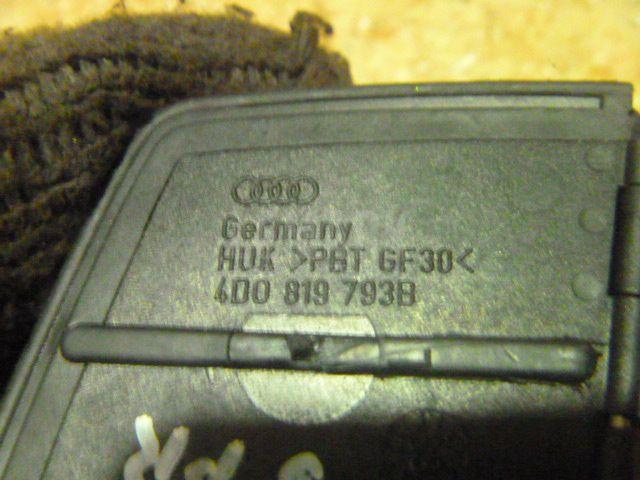 Germany
HUK >PBT GF30<
4D0 819 793B